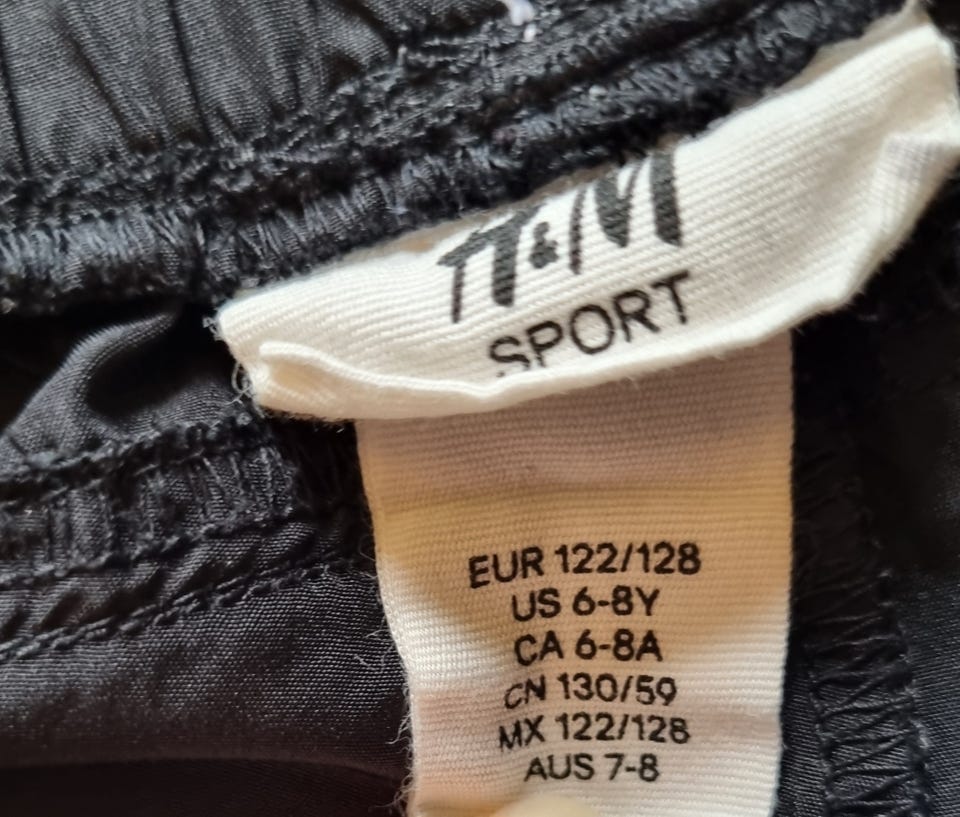 H&M
SPORT
EUR 122/128
US 6-8Y
CA 6-8A
CN 130/59
MX 122/128
AUS 7-8